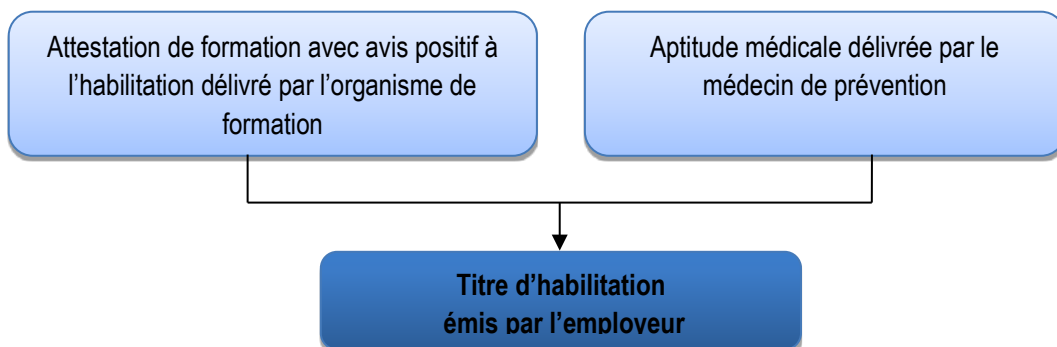 Attestation de formation avec avis positif à
l’habilitation délivré par l’organisme de
formation
Aptitude médicale délivrée par le
médecin de prévention
Titre d’habilitation
émis par l’employeur